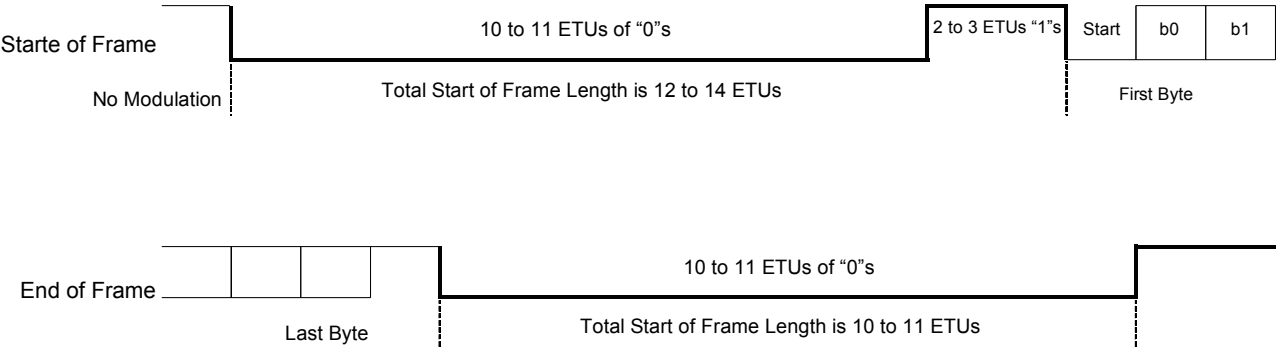 10 to 11 ETUs of “0”s
2 to 3 ETUs “1”s
Start
b0
b1
Starte of Frame
No Modulation
Total Start of Frame Length is 12 to 14 ETUs
First Byte
10 to 11 ETUs of “0”s
End of Frame
Last Byte
Total Start of Frame Length is 10 to 11 ETUs